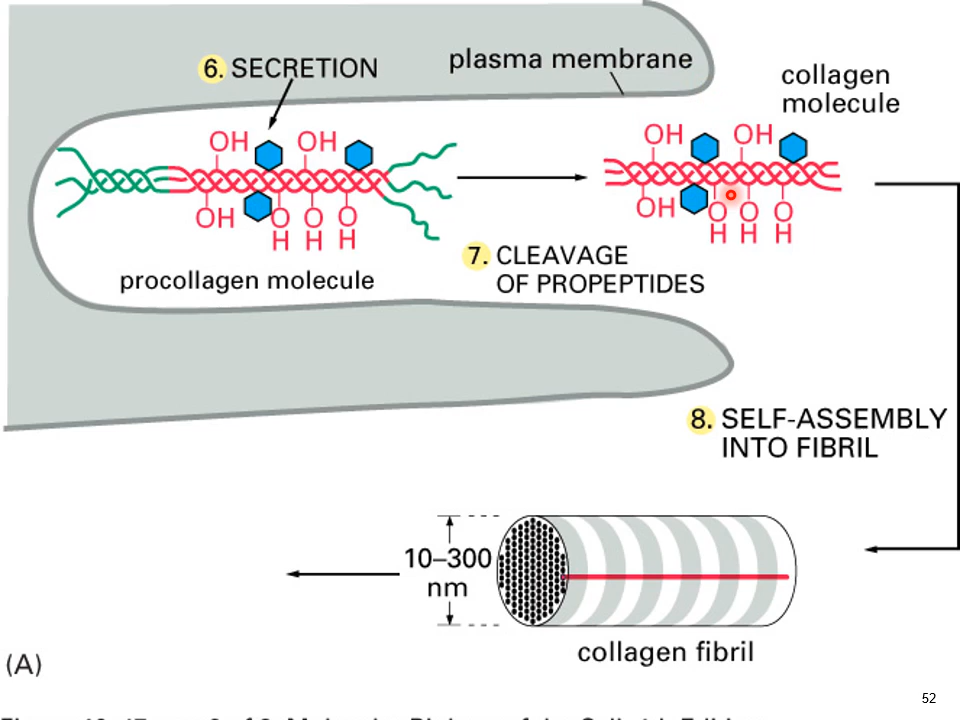 6. SECRETION
plasma membrane
collagen
molecule
OH
OH
OH
O
H
O
H
O
H
procollagen molecule
OH
OH
OH
O
H
O
H
O
H
7. CLEAVAGE
OF PROPEPTIDES
8. SELF-ASSEMBLY
INTO FIBRIL
10–300
nm
collagen fibril
(A)
52